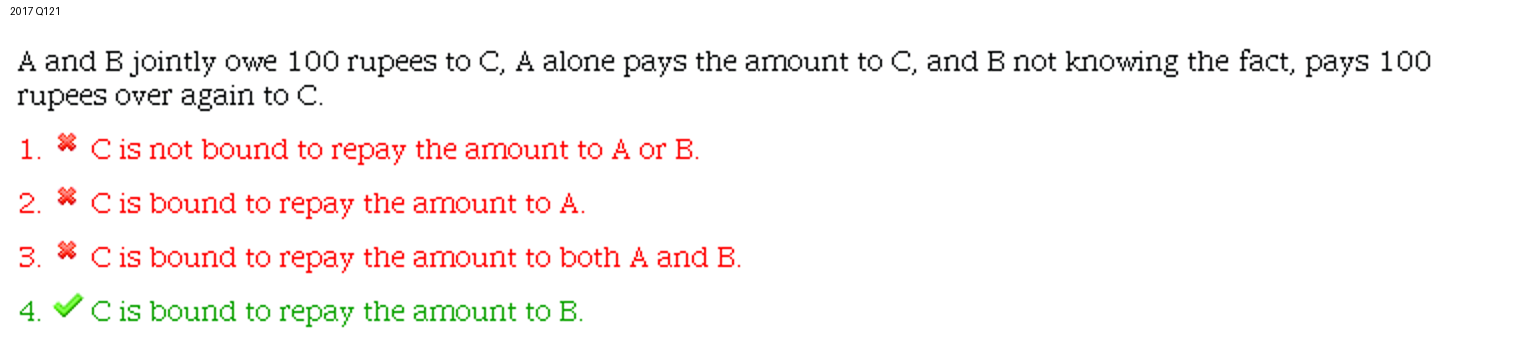 2017 Q121
A and B jointly owe 100 rupees to C, A alone pays the amount to C, and B not knowing the fact, pays 100
rupees over again to C.
1. ✖ C is not bound to repay the amount to A or B.
2. ✖ C is bound to repay the amount to A.
3. ✖ C is bound to repay the amount to both A and B.
4. ✔ C is bound to repay the amount to B.